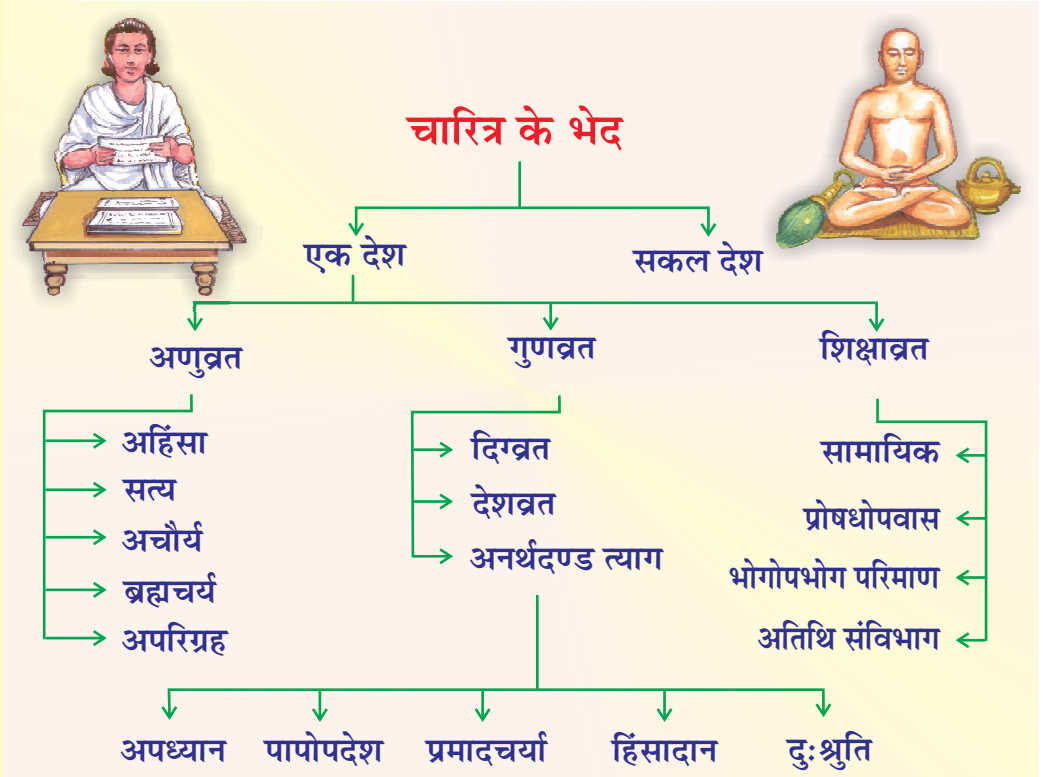 चारित्र के भेद
एक देश
सकल देश
अणुव्रत
गुणव्रत
शिक्षाव्रत
अहिंसा
सत्य
अचौर्य
ब्रह्मचर्य
अपरिग्रह
दिग्व्रत
देशव्रत
अनर्थदण्ड त्याग
सामायिक
प्रोषधोपवास
भोगोपभोग परिमाण
अतिथि संविभाग
अपध्यान
पापोपदेश
प्रमादचर्या
हिंसादान
दुःश्रुति